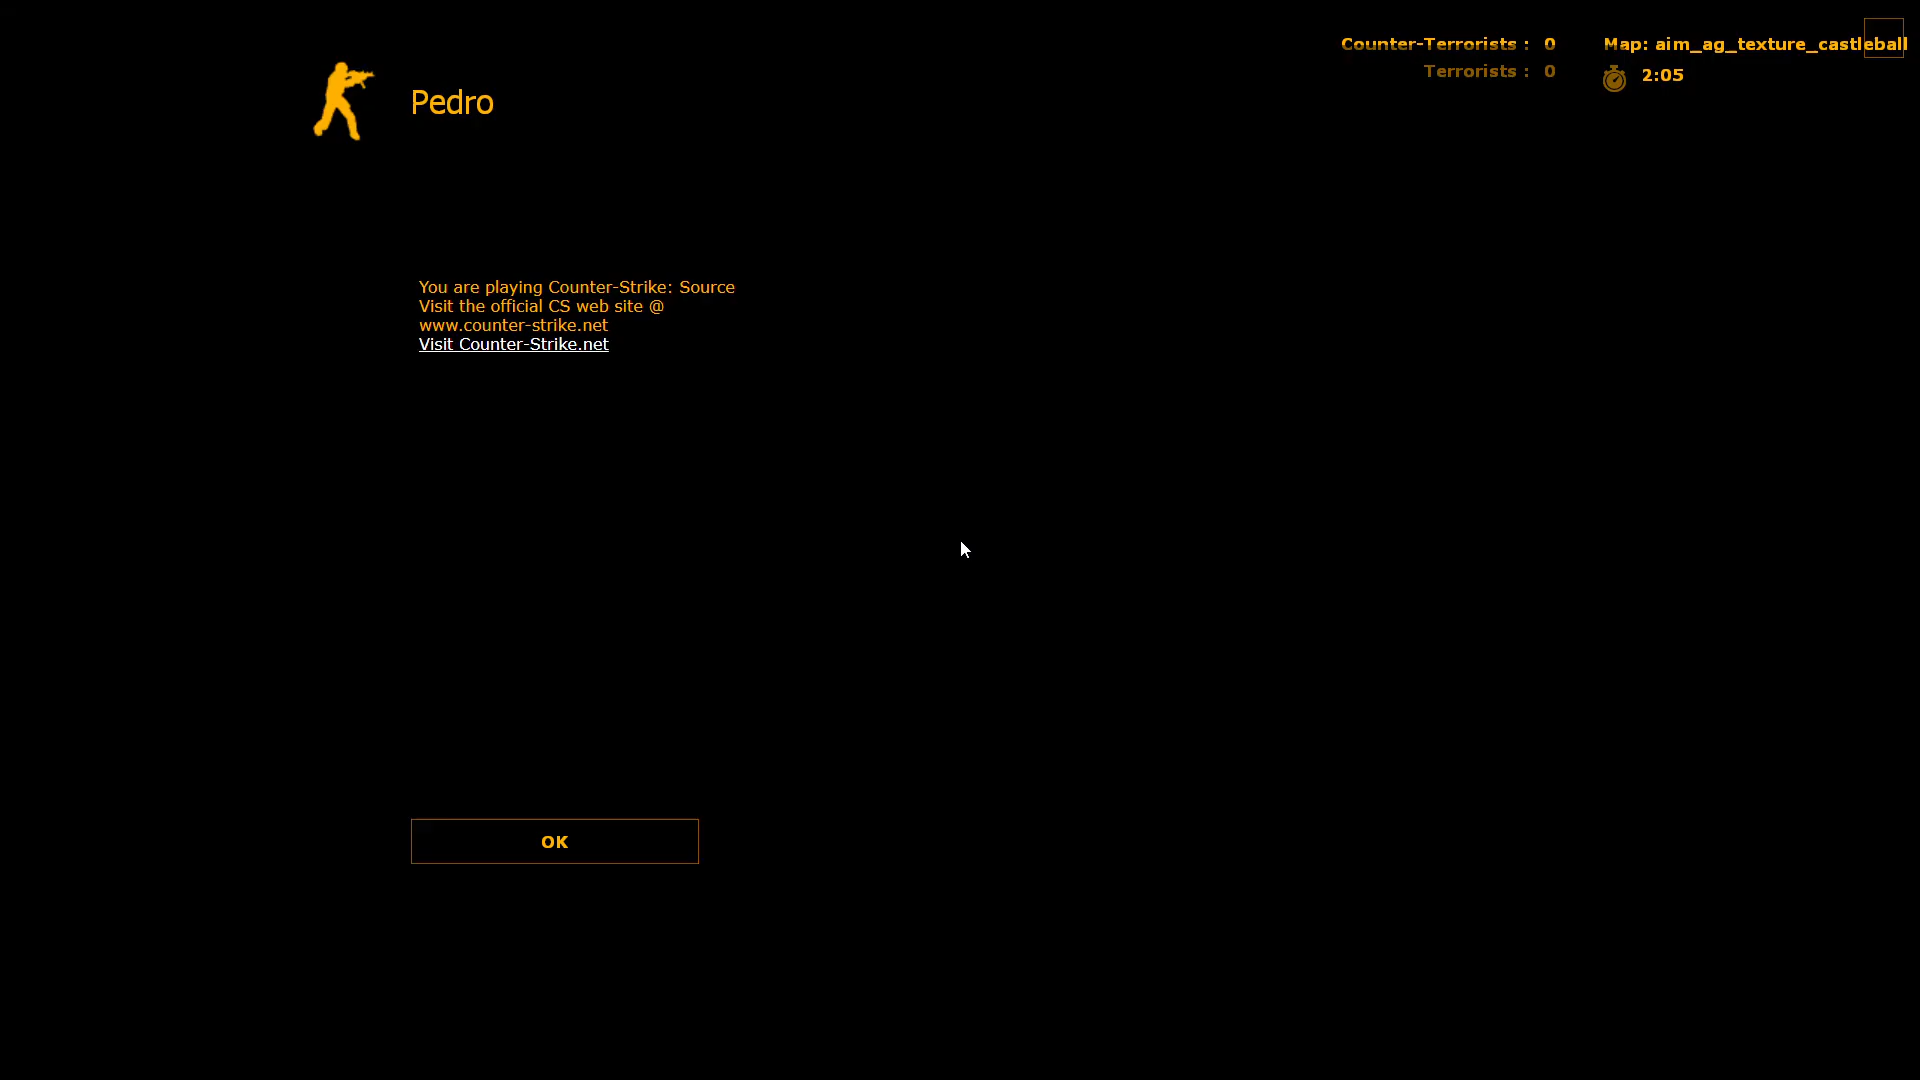 Counter-Terrorists : 0
Map: aim_ag_texture_castleball
Terrorists : 0
2:05
Pedro
You are playing Counter-Strike: Source
Visit the official CS web site @
www.counter-strike.net
Visit Counter-Strike.net
OK